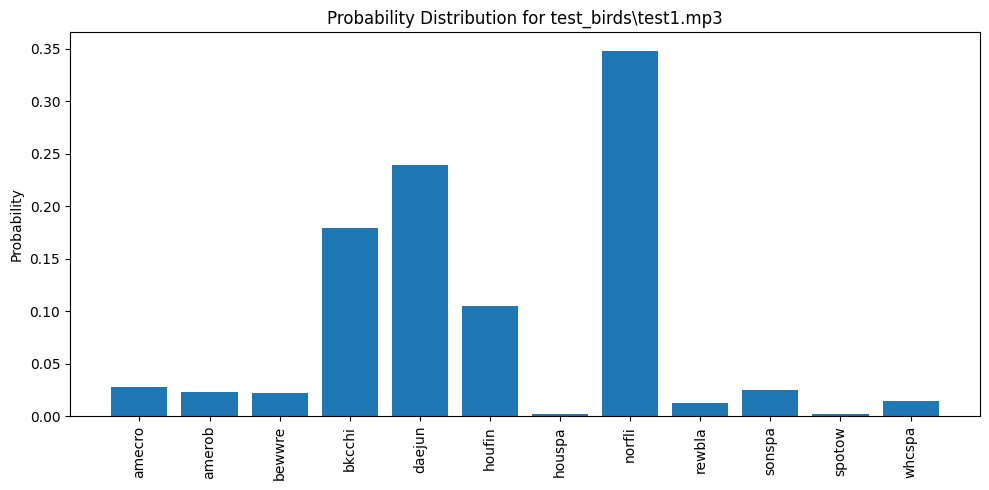 Probability Distribution for test_birds\test1.mp3
Probability
0.35
0.30
0.25
0.20
0.15
0.10
0.05
0.00
amecro
amerob
bewwre
bkcchi
daejun
houfin
houspa
norfli
rewbla
sonspa
spotow
whcspa